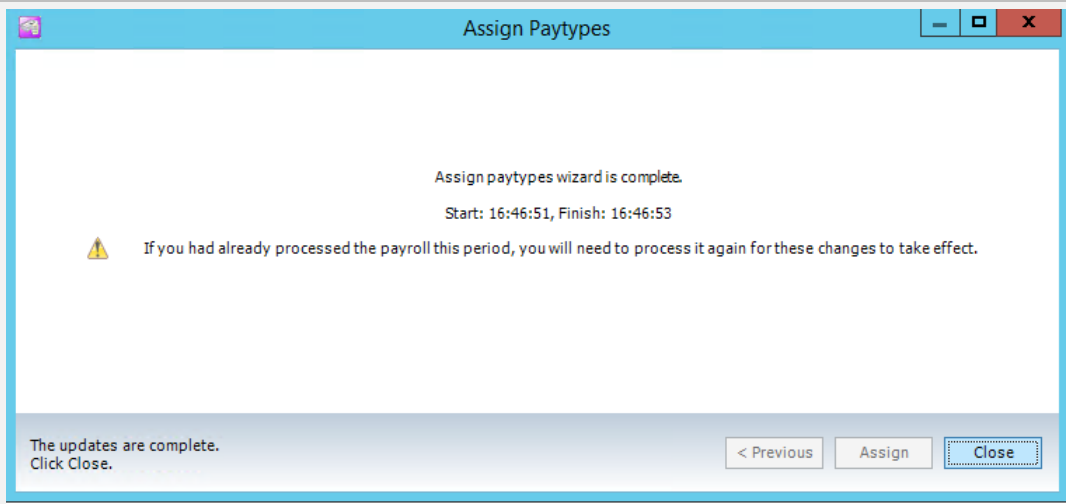 Assign Paytypes
Assign paytypes wizard is complete.
Start: 16:46:51, Finish: 16:46:53
If you had already processed the payroll this period, you will need to process it again for these changes to take effect.
The updates are complete.
Click Close.
< Previous
Assign
Close